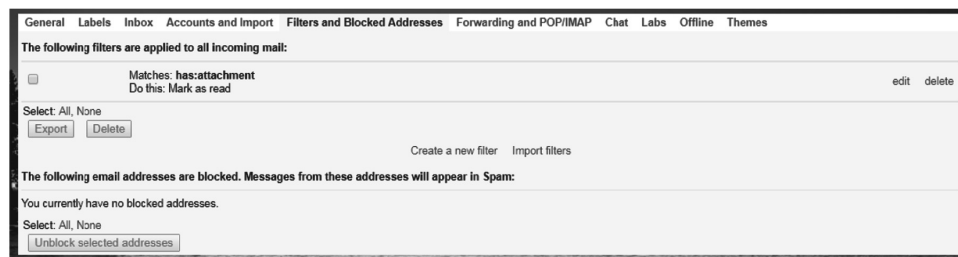 General Labels Inbox Accounts and Import Filters and Blocked Addresses Forwarding and POP/IMAP Chat Labs Offline Themes
The following filters are applied to all incoming mail:
Matches: has:attachment
Do this: Mark as read
edit delete
Select: All, None
Export Delete
Create a new filter Import filters
The following email addresses are blocked. Messages from these addresses will appear in Spam:
You currently have no blocked addresses.
Select: All, None
Unblock selected addresses